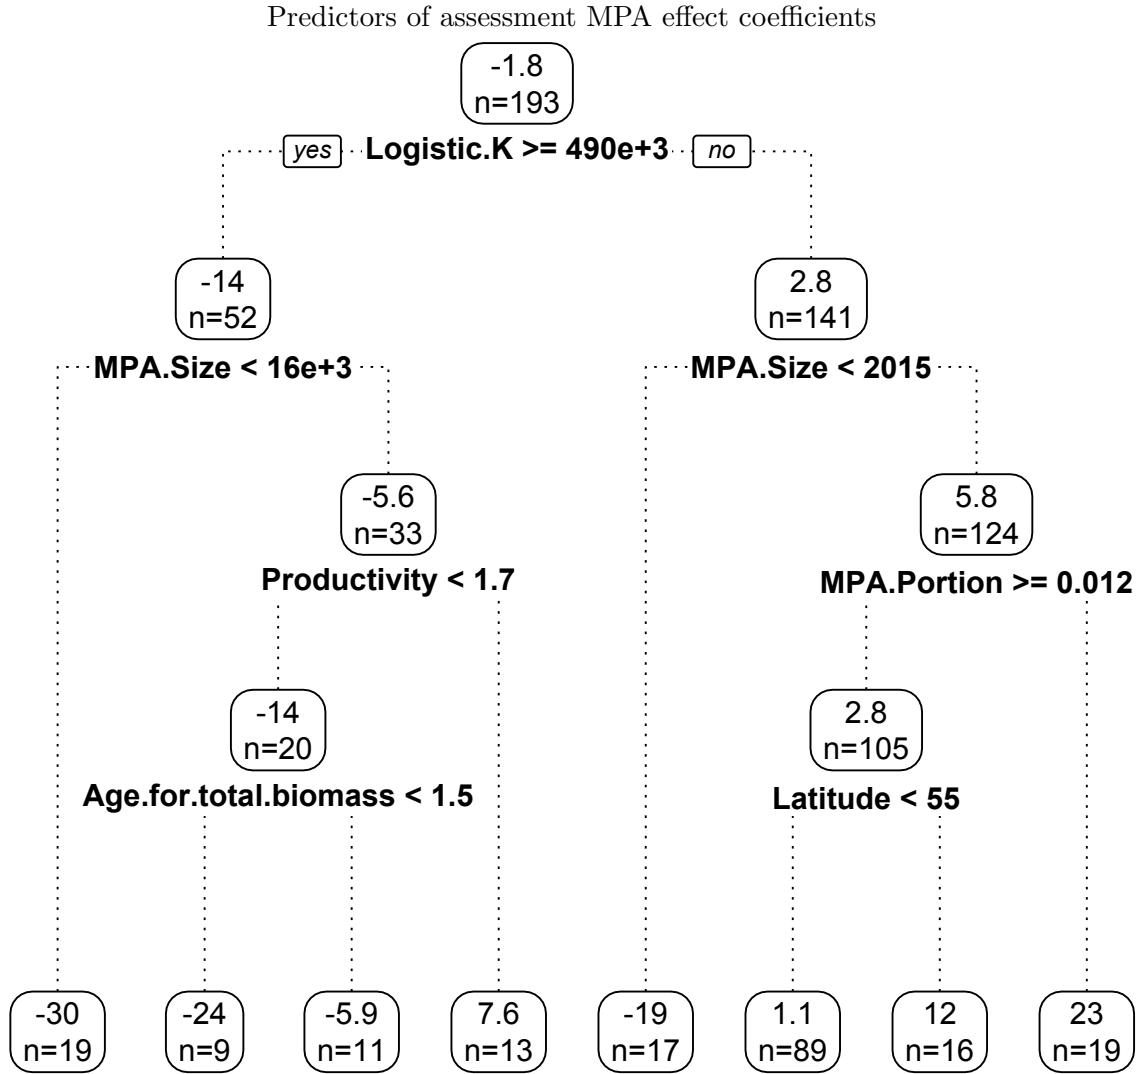 Predictors of assessment MPA effect coefficients
-1.8
n=193
yes
Logistic.K >= 490e+3
no
-14
n=52
2.8
n=141
MPA.Size < 16e+3
MPA.Size < 2015
-5.6
n=33
5.8
n=124
Productivity < 1.7
MPA.Portion >= 0.012
-14
n=20
2.8
n=105
Age.for.total.biomass < 1.5
Latitude < 55
-30
n=19
-24
n=9
-5.9
n=11
7.6
n=13
-19
n=17
1.1
n=89
12
n=16
23
n=19